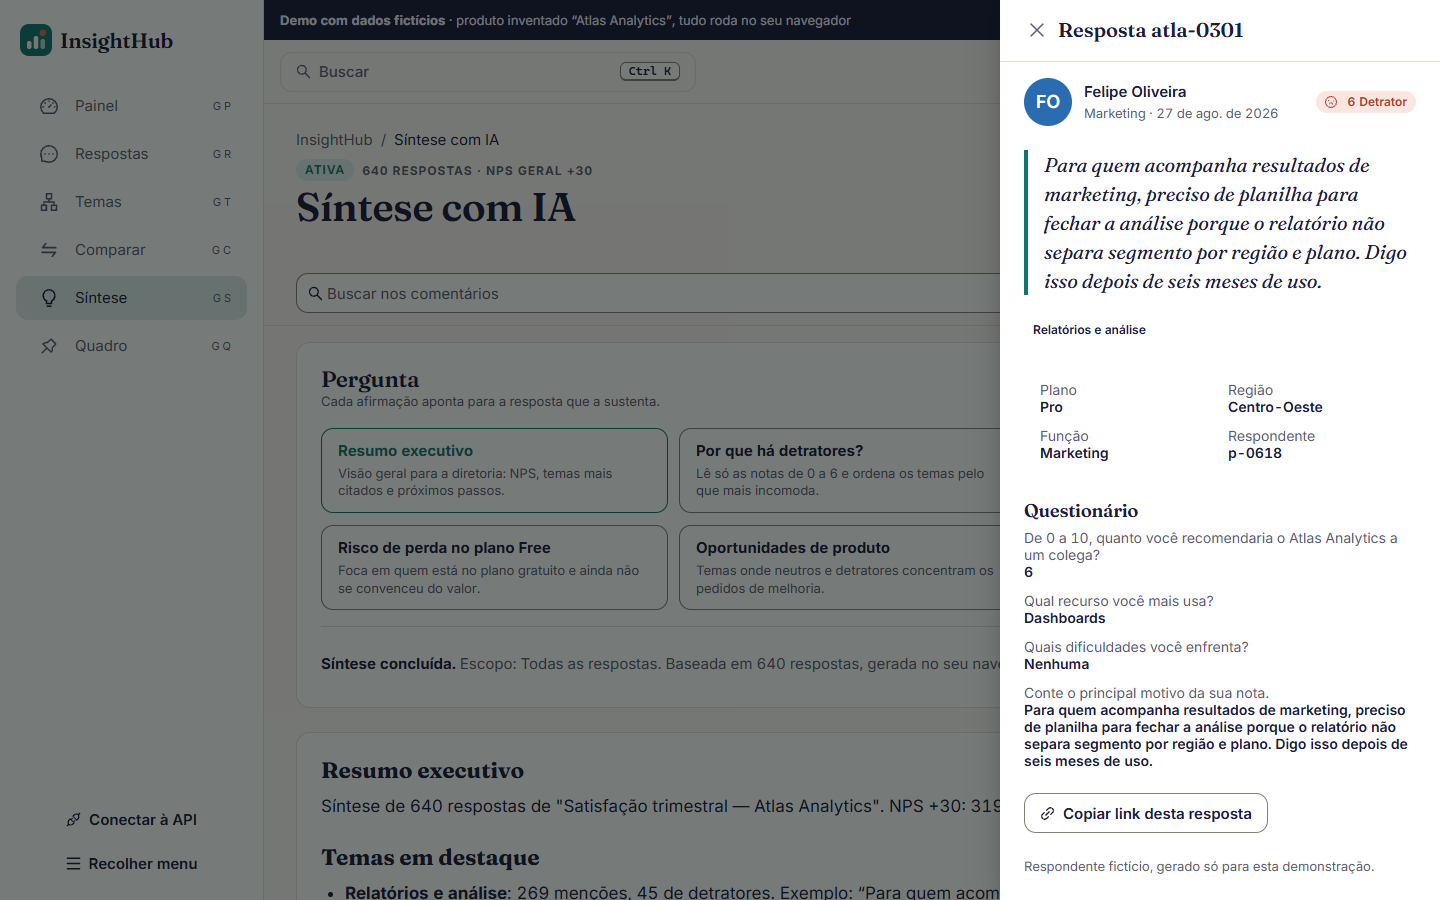 InsightHub
Painel G P
Respostas G R
Temas G T
Comparar G C
Síntese G S
Quadro G Q
Conectar à API
Recolher menu
Demo com dados fictícios · produto inventado “Atlas Analytics”, tudo roda no seu navegador
Buscar Ctrl K
InsightHub / Síntese com IA
ATIVA 640 RESPOSTAS · NPS GERAL +30
Síntese com IA
Buscar nos comentários
Pergunta
Cada afirmação aponta para a resposta que a sustenta.
Resumo executivo
Visão geral para a diretoria: NPS, temas mais
citados e próximos passos.
Por que há detratores?
Lê só as notas de 0 a 6 e ordena os temas pelo
que mais incomoda.
Risco de perda no plano Free
Foca em quem está no plano gratuito e ainda não
se convenceu do valor.
Oportunidades de produto
Temas onde neutros e detratores concentram os
pedidos de melhoria.
Síntese concluída. Escopo: Todas as respostas. Baseada em 640 respostas, gerada no seu nave
Resumo executivo
Síntese de 640 respostas de "Satisfação trimestral — Atlas Analytics". NPS +30: 319
Temas em destaque
• Relatórios e análise: 269 menções, 45 de detratores. Exemplo: “Para quem acom
Resposta atla-0301
FO
Felipe Oliveira
Marketing · 27 de ago. de 2026
6 Detrator
Para quem acompanha resultados de
marketing, preciso de planilha para
fechar a análise porque o relatório não
separa segmento por região e plano. Digo
isso depois de seis meses de uso.
Relatórios e análise
Plano
Pro
Região
Centro-Oeste
Função
Marketing
Respondente
p-0618
Questionário
De 0 a 10, quanto você recomendaria o Atlas Analytics a
um colega?
6
Qual recurso você mais usa?
Dashboards
Quais dificuldades você enfrenta?
Nenhuma
Conte o principal motivo da sua nota.
Para quem acompanha resultados de marketing, preciso
de planilha para fechar a análise porque o relatório não
separa segmento por região e plano. Digo isso depois de
seis meses de uso.
Copiar link desta resposta
Respondente fictício, gerado só para esta demonstração.